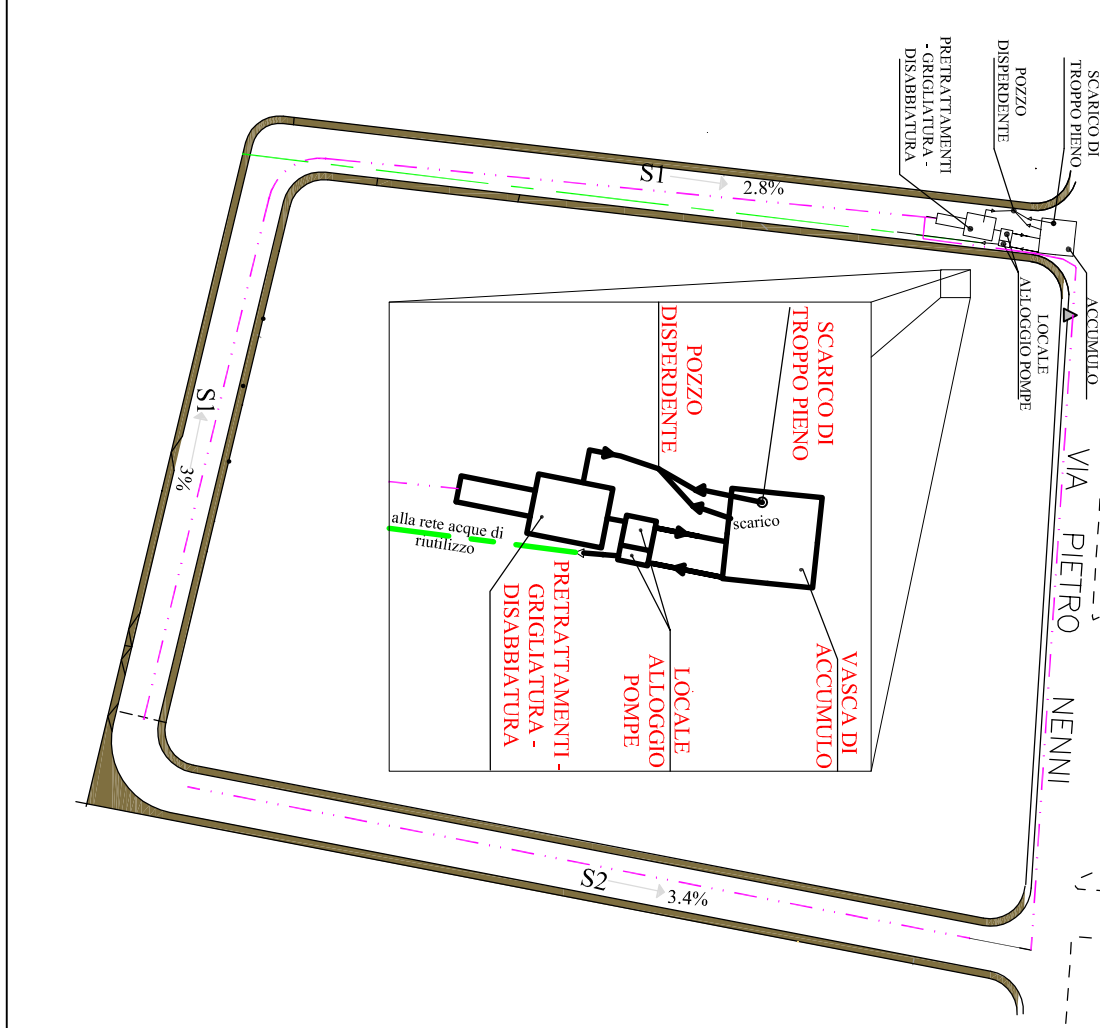 SCARICO DI
TROPPO PIENO
POZZO
DISPERDENTE
PRETRATTAMENTI
- GRIGLIATURA -
DISABBIATURA
ACCUMULO
LOCALE
ALLOGGIO POMPE
S1
2.8%
VIA PIETRO NENNI
SCARICO DI
TROPPO PIENO
POZZO
DISPERDENTE
scarico
alla rete acque di
riutilizzo
VASCA DI
ACCUMULO
LOCALE
ALLOGGIO
POMPE
PRETRATTAMENTI -
GRIGLIATURA -
DISABBIATURA
S1
3%
S2
3.4%